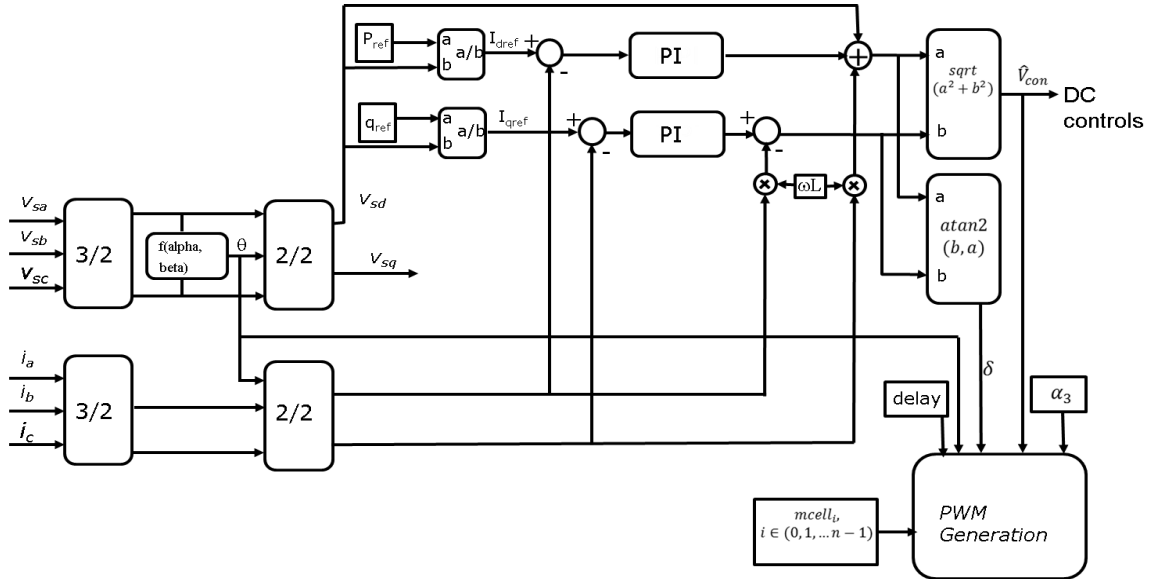 P_ref
a
b
a/b
I_dref
+
-
PI
+
a
sqrt
(a² + b²)
b
V̂_con
DC
controls
q_ref
a
b
a/b
I_qref
+
-
PI
+
-
×
ωL
×
V_sa
V_sb
V_sc
3/2
f(alpha,
beta)
θ
2/2
V_sd
V_sq
a
atan2
(b, a)
b
i_a
i_b
i_c
3/2
2/2
δ
delay
α₃
mcell_i,
i ∈ (0,1, … n − 1)
PWM
Generation